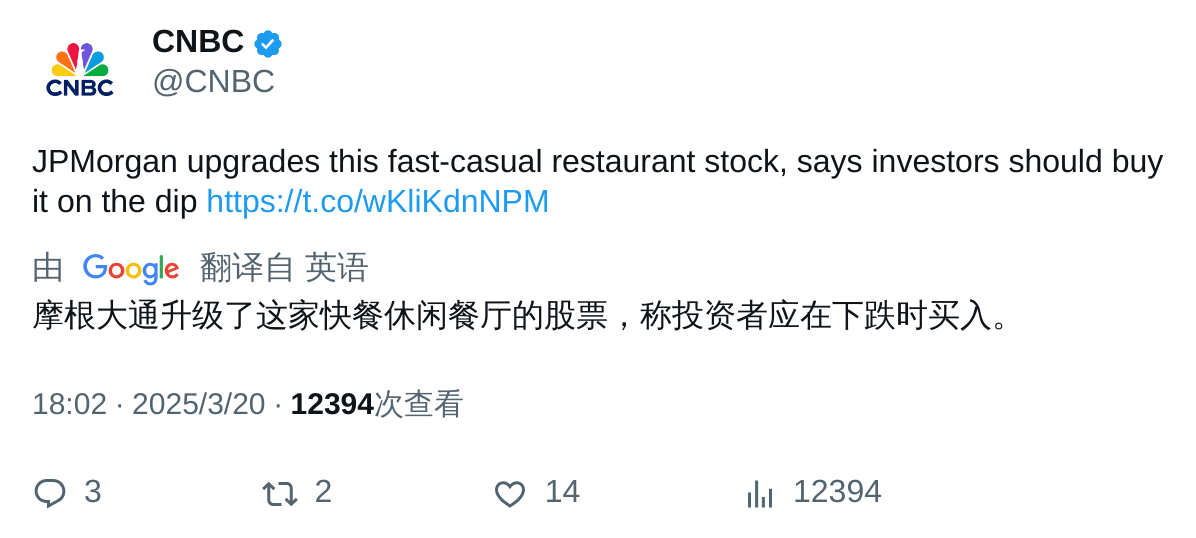 CNBC
CNBC
@CNBC
JPMorgan upgrades this fast-casual restaurant stock, says investors should buy
it on the dip https://t.co/wKliKdnNPM
由 Google 翻译自 英语
摩根大通升级了这家快餐休闲餐厅的股票，称投资者应在下跌时买入。
18:02 · 2025/3/20 · 12394次查看
3 2 14 12394